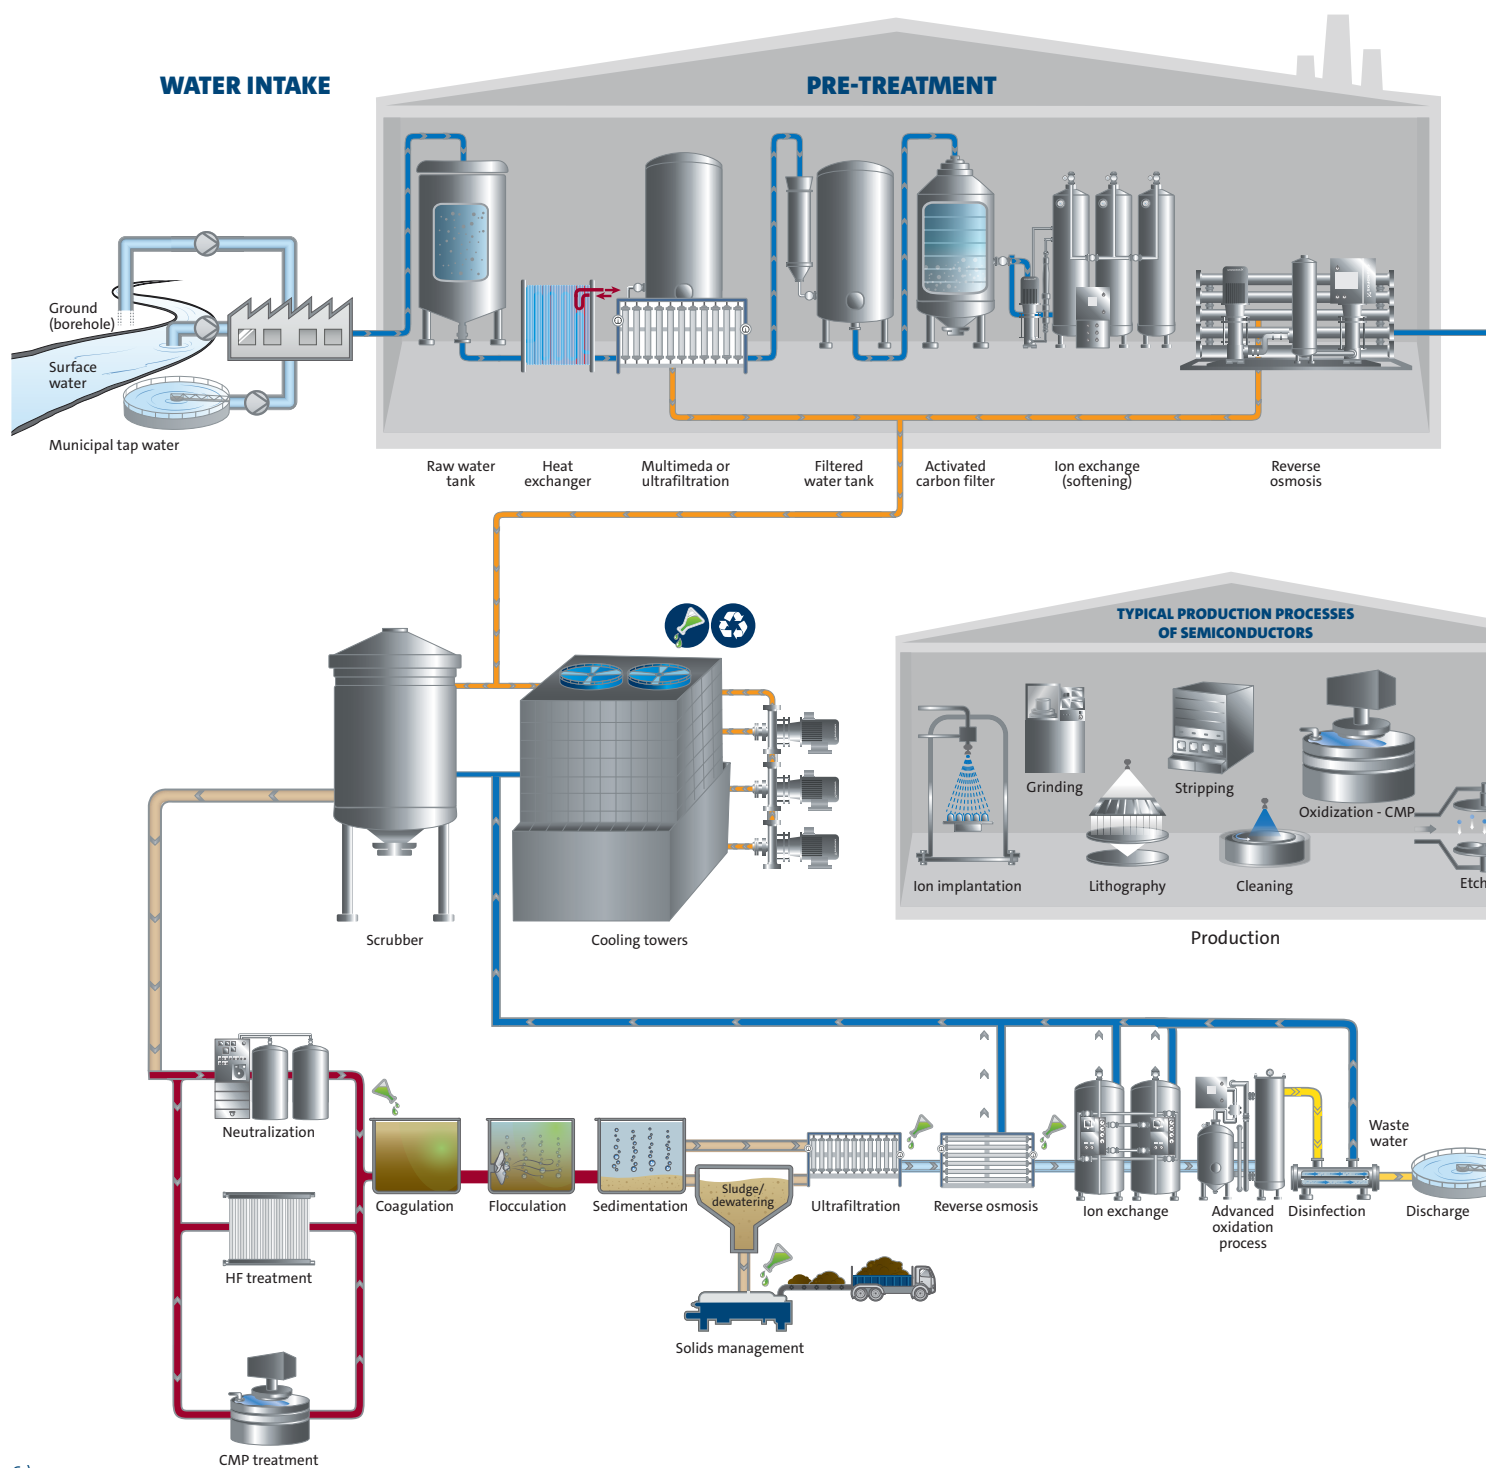 WATER INTAKE
PRE-TREATMENT
Ground
(borehole)
Surface
water
Municipal tap water
Raw water
tank
Heat
exchanger
Multimeda or
ultrafiltration
Filtered
water tank
Activated
carbon filter
Ion exchange
(softening)
Reverse
osmosis
TYPICAL PRODUCTION PROCESSES
OF SEMICONDUCTORS
Grinding
Stripping
Oxidization - CMP
Ion implantation
Lithography
Cleaning
Etch
Production
Scrubber
Cooling towers
Neutralization
Coagulation
Flocculation
Sedimentation
Sludge/
dewatering
Ultrafiltration
Reverse osmosis
Ion exchange
Advanced
oxidation
process
Disinfection
Waste
water
Discharge
HF treatment
Solids management
CMP treatment